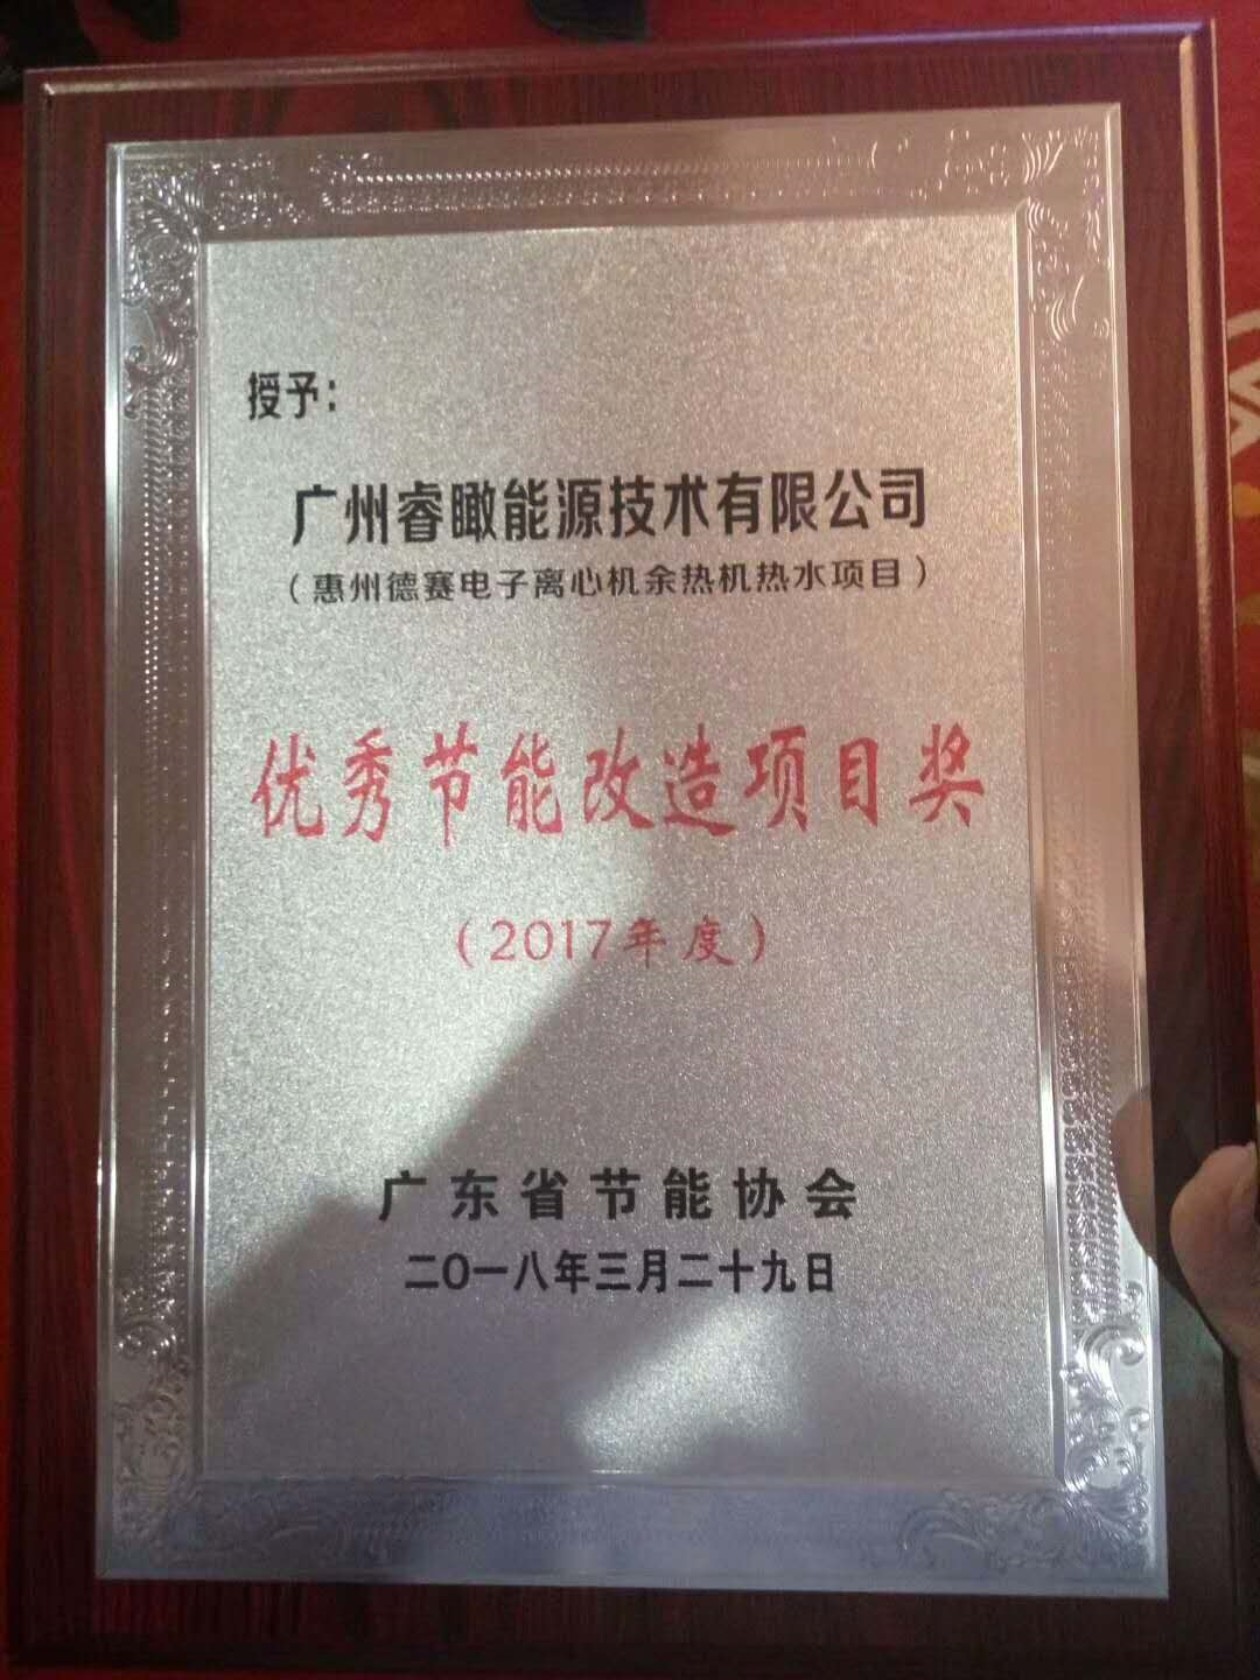 授予：
广州睿瞰能源技术有限公司
（惠州德赛电子离心机余热机热水项目）
优秀节能改造项目奖
（2017年度）
广东省节能协会
二〇一八年三月二十九日